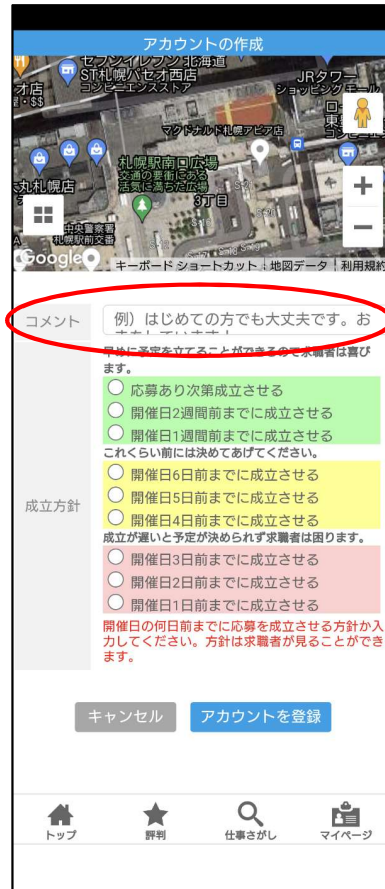 アカウントの作成
セブンイレブン 北海道
ST札幌パセオ西店
コンビニエンスストア
オ店
・$$
JRタワー
ショッピング モール
マクドナルド札幌アピア店
札幌駅南口広場
交通の要衝にある
活気に満ちた広場
丸札幌店
3丁目
中央警察署
札幌駅前交番
Google
キーボード ショートカット
地図データ
利用規約
コメント
例）はじめての方でも大丈夫です。お
早めに予定を立てることができるので求職者は喜び
ます。
応募あり次第成立させる
開催日2週間前までに成立させる
開催日1週間前までに成立させる
これくらい前には決めてあげてください。
成立方針
開催日6日前までに成立させる
開催日5日前までに成立させる
開催日4日前までに成立させる
成立が遅いと予定が決められず求職者は困ります。
開催日3日前までに成立させる
開催日2日前までに成立させる
開催日1日前までに成立させる
開催日の何日前までに応募を成立させる方針か入
力してください。方針は求職者が見ることができ
ます。
キャンセル
アカウントを登録
トップ
評判
仕事さがし
マイページ